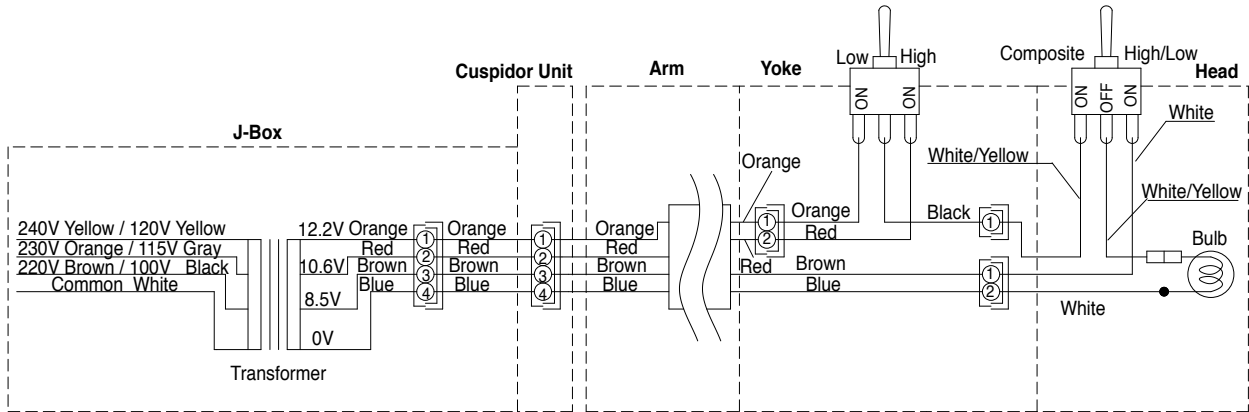 Low High
Composite High/Low
Cuspidor Unit Arm Yoke Head
ON ON
ON OFF ON
J-Box
White
Orange
White/Yellow
White/Yellow
240V Yellow / 120V Yellow
230V Orange / 115V Gray
220V Brown / 100V Black
Common White
12.2V Orange
Red
10.6V Brown
Blue
8.5V
0V
1
2
3
4
Orange
Red
Brown
Blue
1
2
3
4
Orange
Red
Brown
Blue
1
2
Red
Orange
Red
Brown
Blue
Black
1
1
2
White
Bulb
Transformer